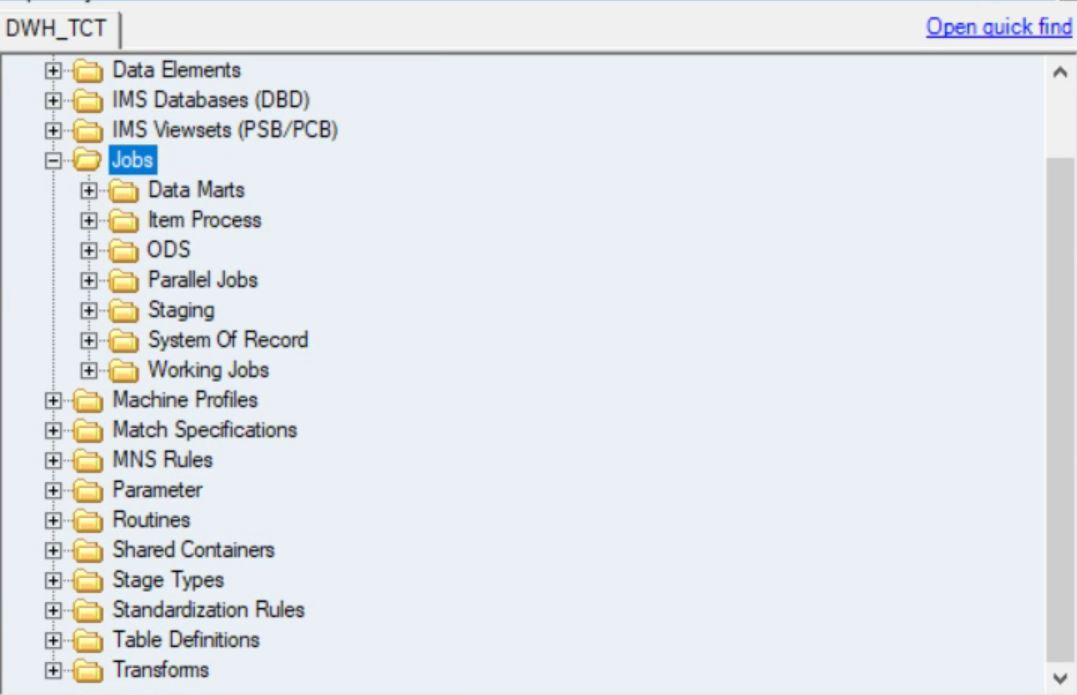 DWH_TCT Open quick find
Data Elements
IMS Databases (DBD)
IMS Viewsets (PSB/PCB)
Jobs
Data Marts
Item Process
ODS
Parallel Jobs
Staging
System Of Record
Working Jobs
Machine Profiles
Match Specifications
MNS Rules
Parameter
Routines
Shared Containers
Stage Types
Standardization Rules
Table Definitions
Transforms